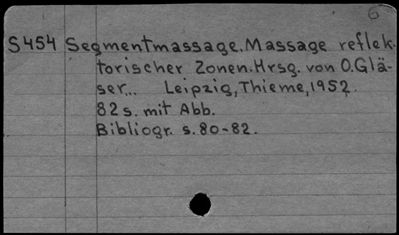 6
S454 Segmentmassage. Massage reflek-
torischer Zonen. Hrsg. von O. Glä-
ser... Leipzig, Thieme, 1952.
82 s. mit Abb.
Bibliogr. s. 80-82.